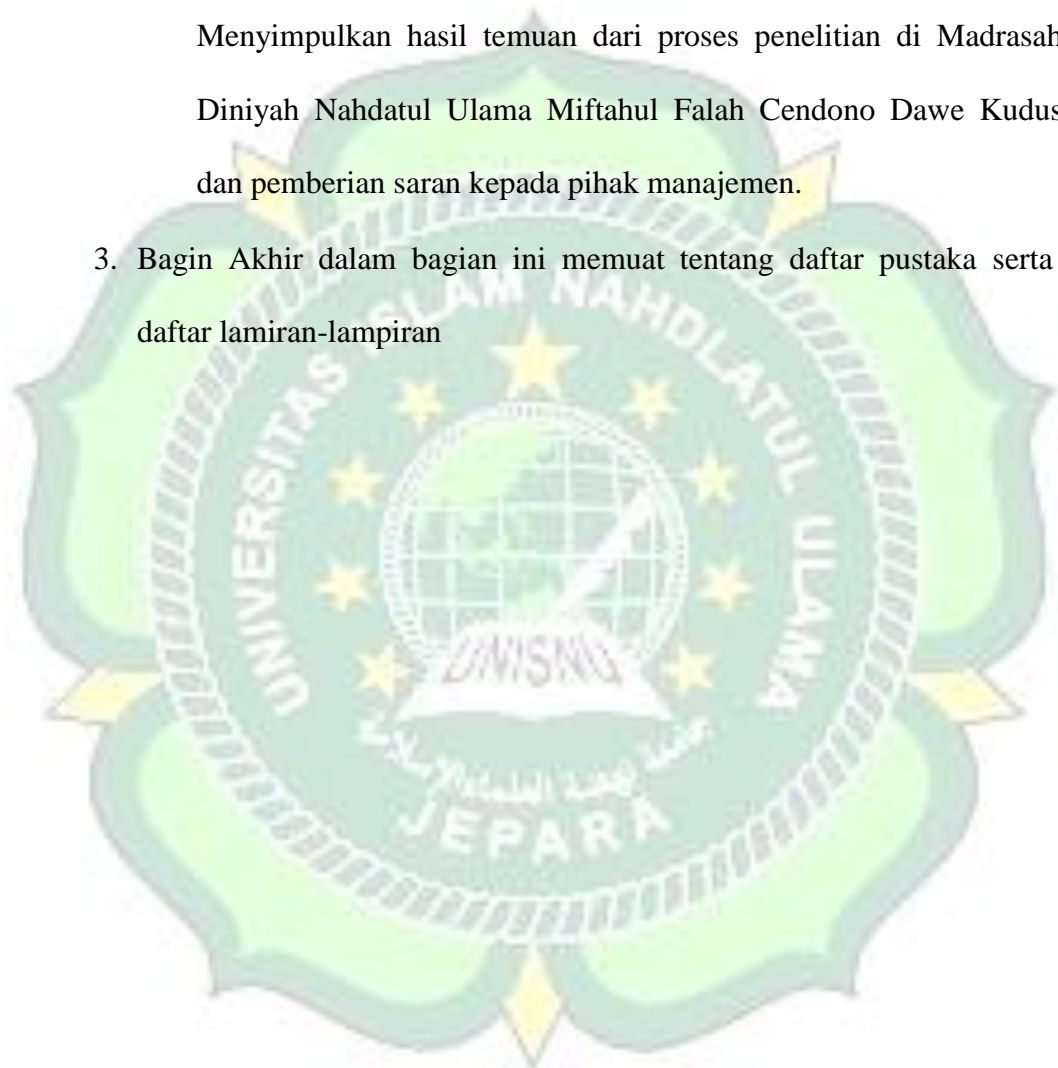 Menyimpulkan hasil temuan dari proses penelitian di Madrasah
Diniyah Nahdatul Ulama Miftahul Falah Cendono Dawe Kudus
dan pemberian saran kepada pihak manajemen.
3. Bagin Akhir dalam bagian ini memuat tentang daftar pustaka serta
daftar lamiran-lampiran
UNIVERSITAS ISLAM NAHDLATUL ULAMA
UNISNU
JEPARA